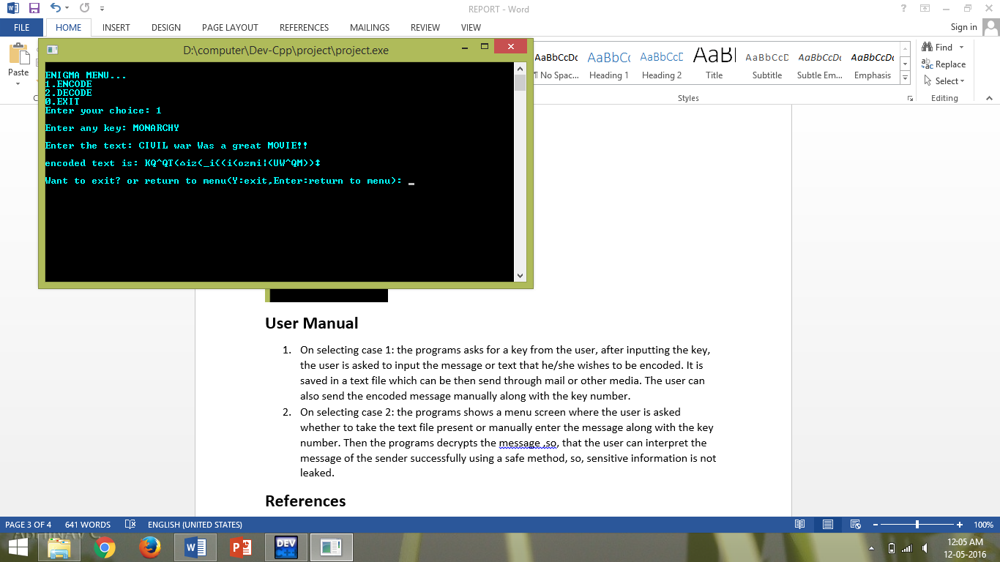 REPORT - Word
FILE HOME INSERT DESIGN PAGE LAYOUT REFERENCES MAILINGS REVIEW VIEW Sign in
D:\computer\Dev-Cpp\project\project.exe
Paste
AaBbCcDc AaBbCc AaBbCcD AaB AaBbCcD AaBbCcDc AaBbCcDc
¶ No Spac... Heading 1 Heading 2 Title Subtitle Subtle Em... Emphasis
Find
Replace
Select
Styles
Editing
ENIGMA MENU...
1.ENCODE
2.DECODE
0.EXIT
Enter your choice: 1
Enter any key: MONARCHY
Enter the text: CIVIL war Was a great MOVIE!!
encoded text is: KQ^QT(⌂iz(_i{(i(ozmi|(UW^QM))↕
Want to exit? or return to menu(Y:exit,Enter:return to menu): _
User Manual
1. On selecting case 1: the programs asks for a key from the user, after inputting the key,
the user is asked to input the message or text that he/she wishes to be encoded. It is
saved in a text file which can be then send through mail or other media. The user can
also send the encoded message manually along with the key number.
2. On selecting case 2: the programs shows a menu screen where the user is asked
whether to take the text file present or manually enter the message along with the key
number. Then the programs decrypts the message ,so, that the user can interpret the
message of the sender successfully using a safe method, so, sensitive information is not
leaked.
References
PAGE 3 OF 4 641 WORDS ENGLISH (UNITED STATES) 100%
DEV
12:05 AM
12-05-2016